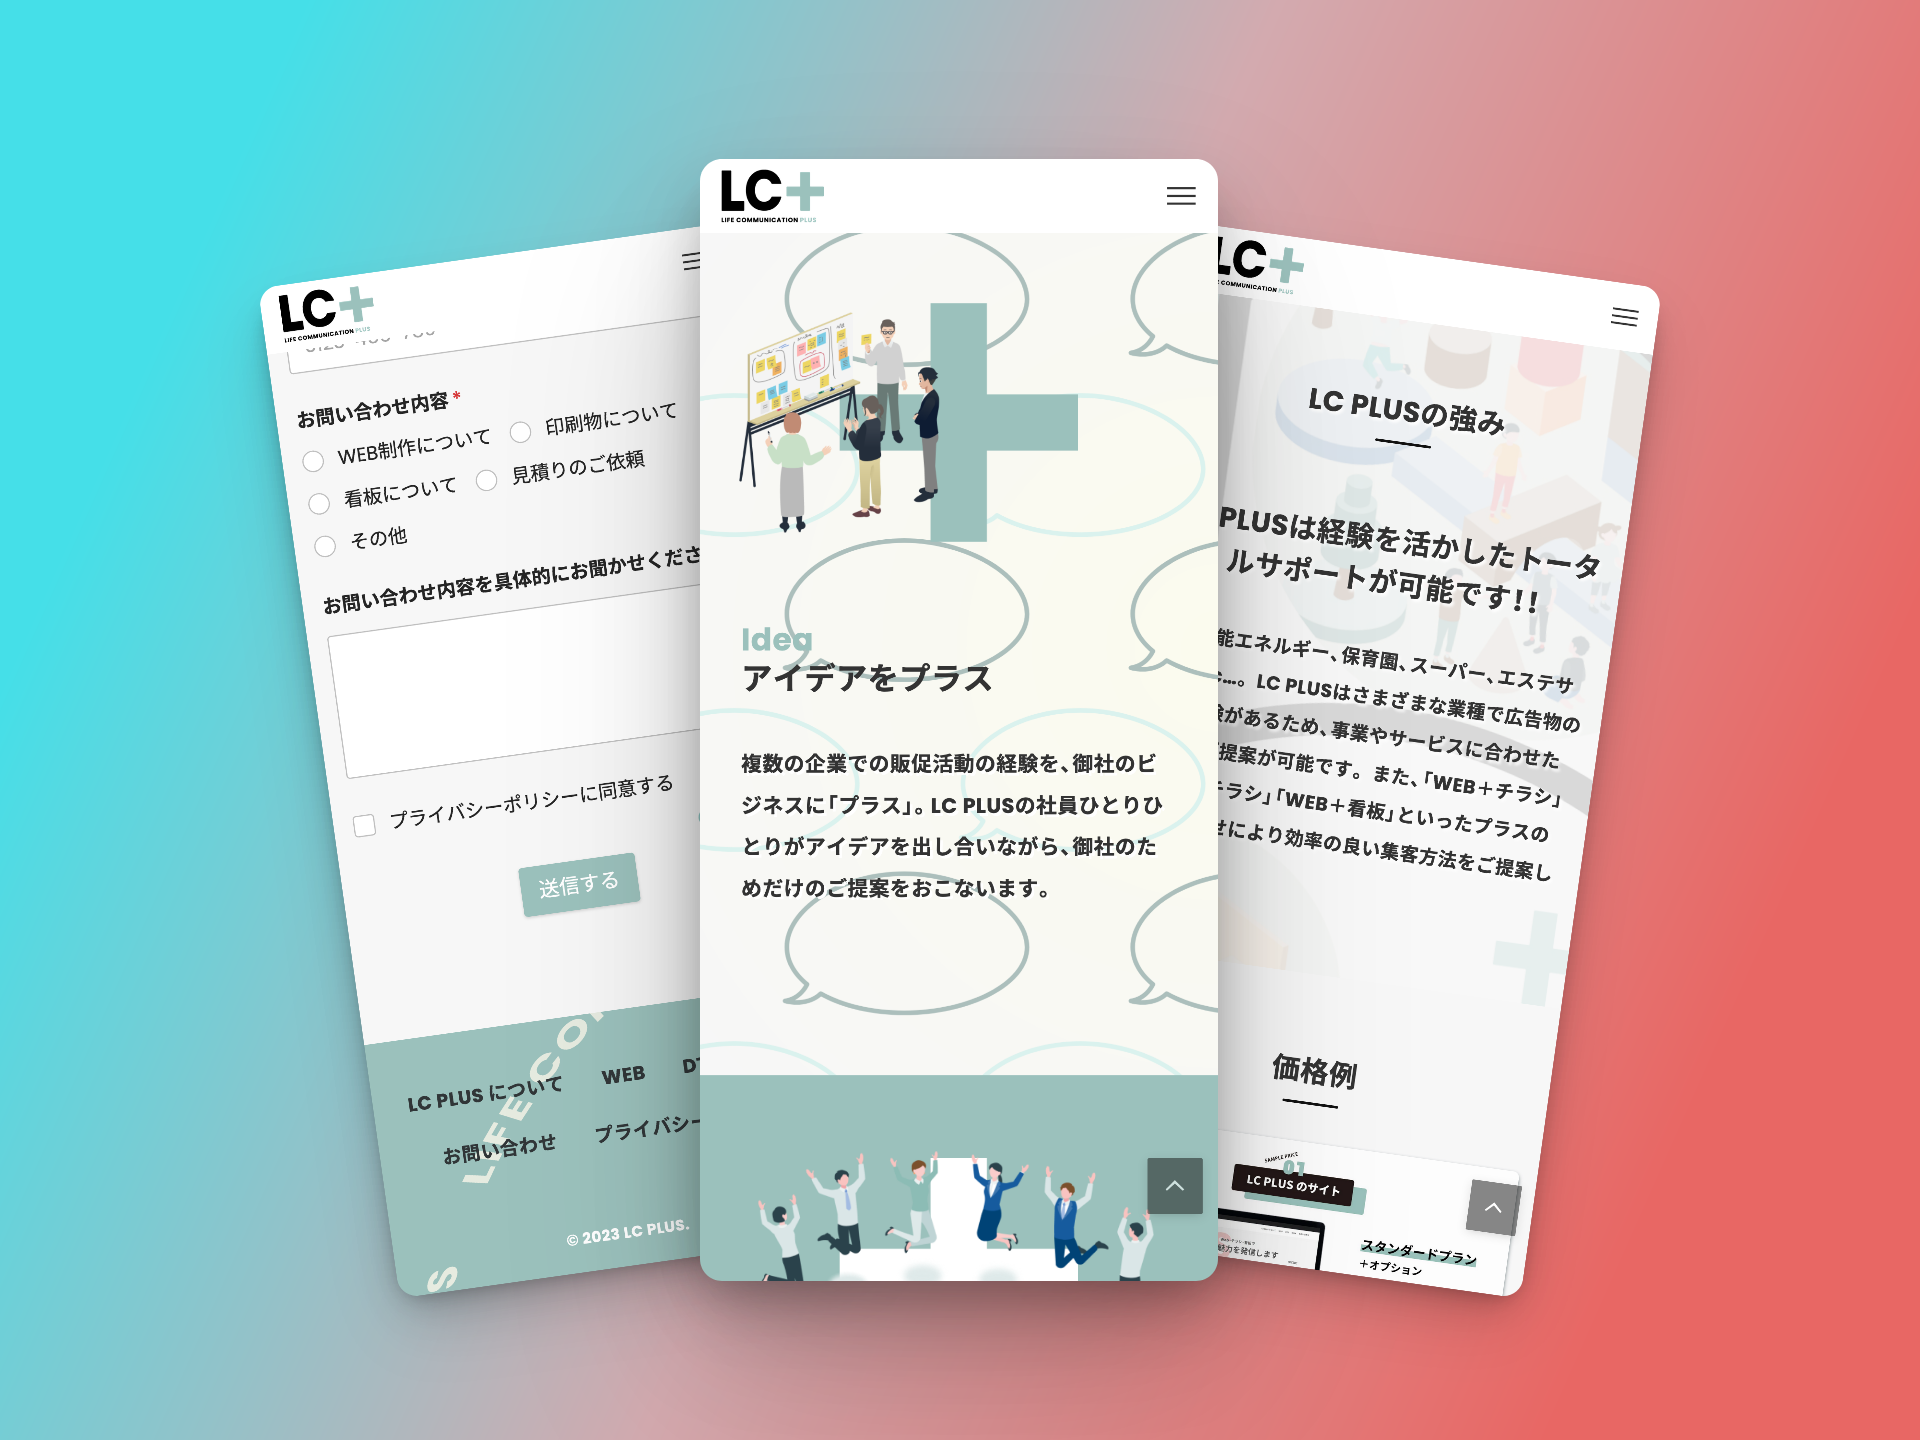 LC+
LIFE COMMUNICATION PLUS
お問い合わせ内容 *
WEB制作について
印刷物について
看板について
見積りのご依頼
その他
お問い合わせ内容を具体的にお聞かせくださ
プライバシーポリシーに同意する
送信する
LIFE CO
LC PLUS について
WEB
お問い合わせ
プライバシー
© 2023 LC PLUS.
S
LC+
LIFE COMMUNICATION PLUS
Idea
アイデアをプラス
複数の企業での販促活動の経験を、御社のビ
ジネスに「プラス」。LC PLUSの社員ひとりひ
とりがアイデアを出し合いながら、御社のた
めだけのご提案をおこないます。
LC+
COMMUNICATION PLUS
LC PLUSの強み
PLUSは経験を活かしたトータ
ルサポートが可能です！！
能エネルギー、保育園、スーパー、エステサ
…。LC PLUSはさまざまな業種で広告物の
験があるため、事業やサービスに合わせた
提案が可能です。また、「WEB＋チラシ」
チラシ」「WEB＋看板」といったプラスの
せにより効率の良い集客方法をご提案し
価格例
SAMPLE PRICE
01
LC PLUS のサイト
魅力を発信します
スタンダードプラン
＋オプション